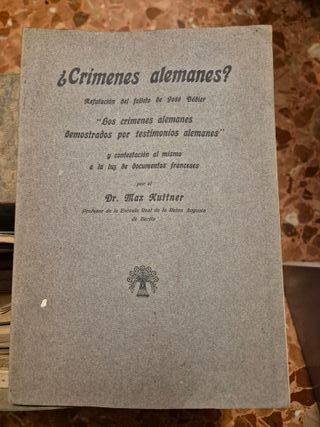 ¿Crímenes alemanes?
Refutación del folleto de José Bédier
"Los crímenes alemanes
demostrados por testimonios alemanes"
y contestación al mismo
a la luz de documentos franceses
por el
Dr. Max Kuttner
Profesor de la Escuela Real de la Reina Augusta
de Berlín